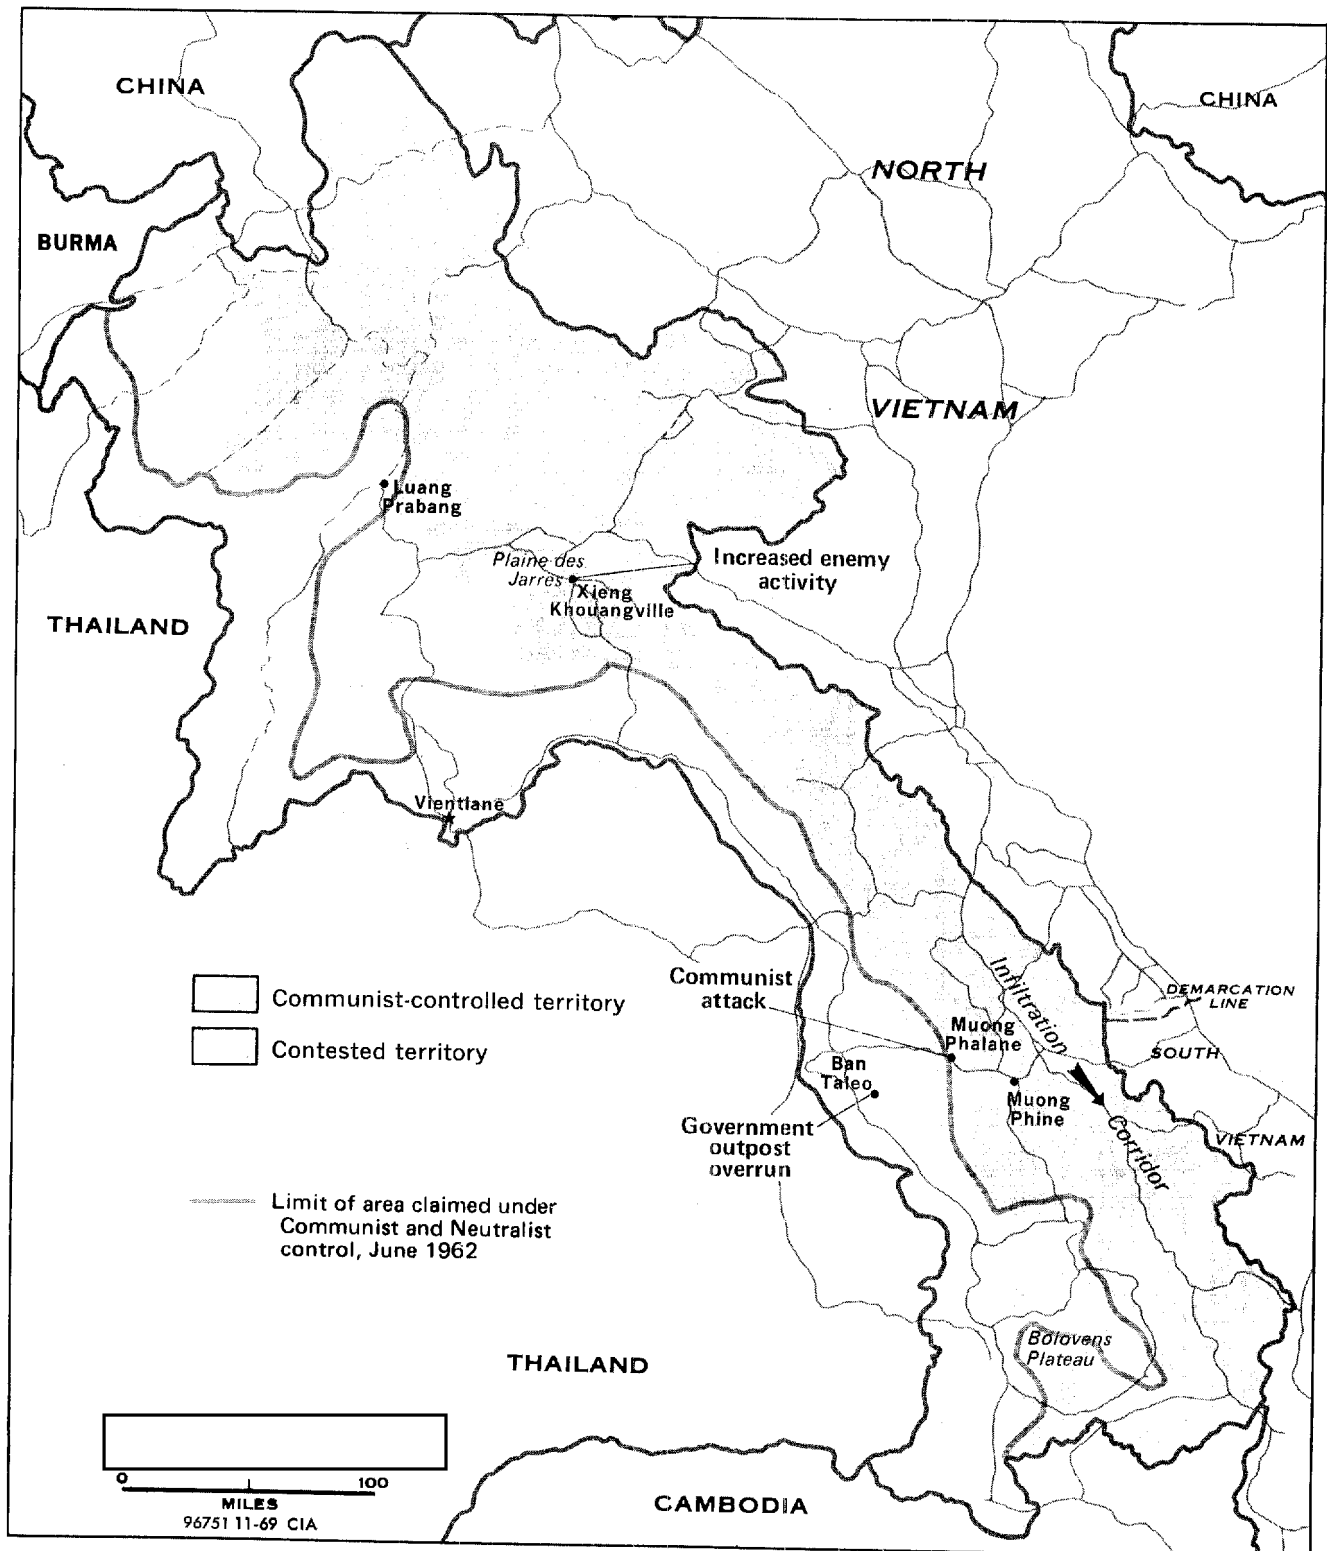 CHINA
CHINA
NORTH
BURMA
VIETNAM
Luang
Prabang
Plaine des
Jarres
Xieng
Khouangville
Increased enemy
activity
THAILAND
Vientiane
Communist-controlled territory
Contested territory
Communist
attack
Infiltration
Corridor
DEMARCATION
LINE
Muong
Phalane
SOUTH
VIETNAM
Ban
Taleo
Muong
Phine
Government
outpost
overrun
Limit of area claimed under
Communist and Neutralist
control, June 1962
Bolovens
Plateau
THAILAND
0 100
MILES
96751 11-69 CIA
CAMBODIA